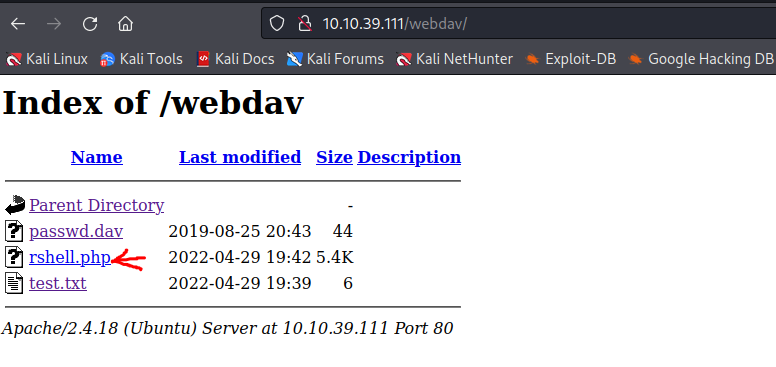 10.10.39.111/webdav/
Kali Linux Kali Tools Kali Docs Kali Forums Kali NetHunter Exploit-DB Google Hacking DB
Index of /webdav
Name Last modified Size Description
Parent Directory -
passwd.dav 2019-08-25 20:43 44
rshell.php 2022-04-29 19:42 5.4K
test.txt 2022-04-29 19:39 6
Apache/2.4.18 (Ubuntu) Server at 10.10.39.111 Port 80